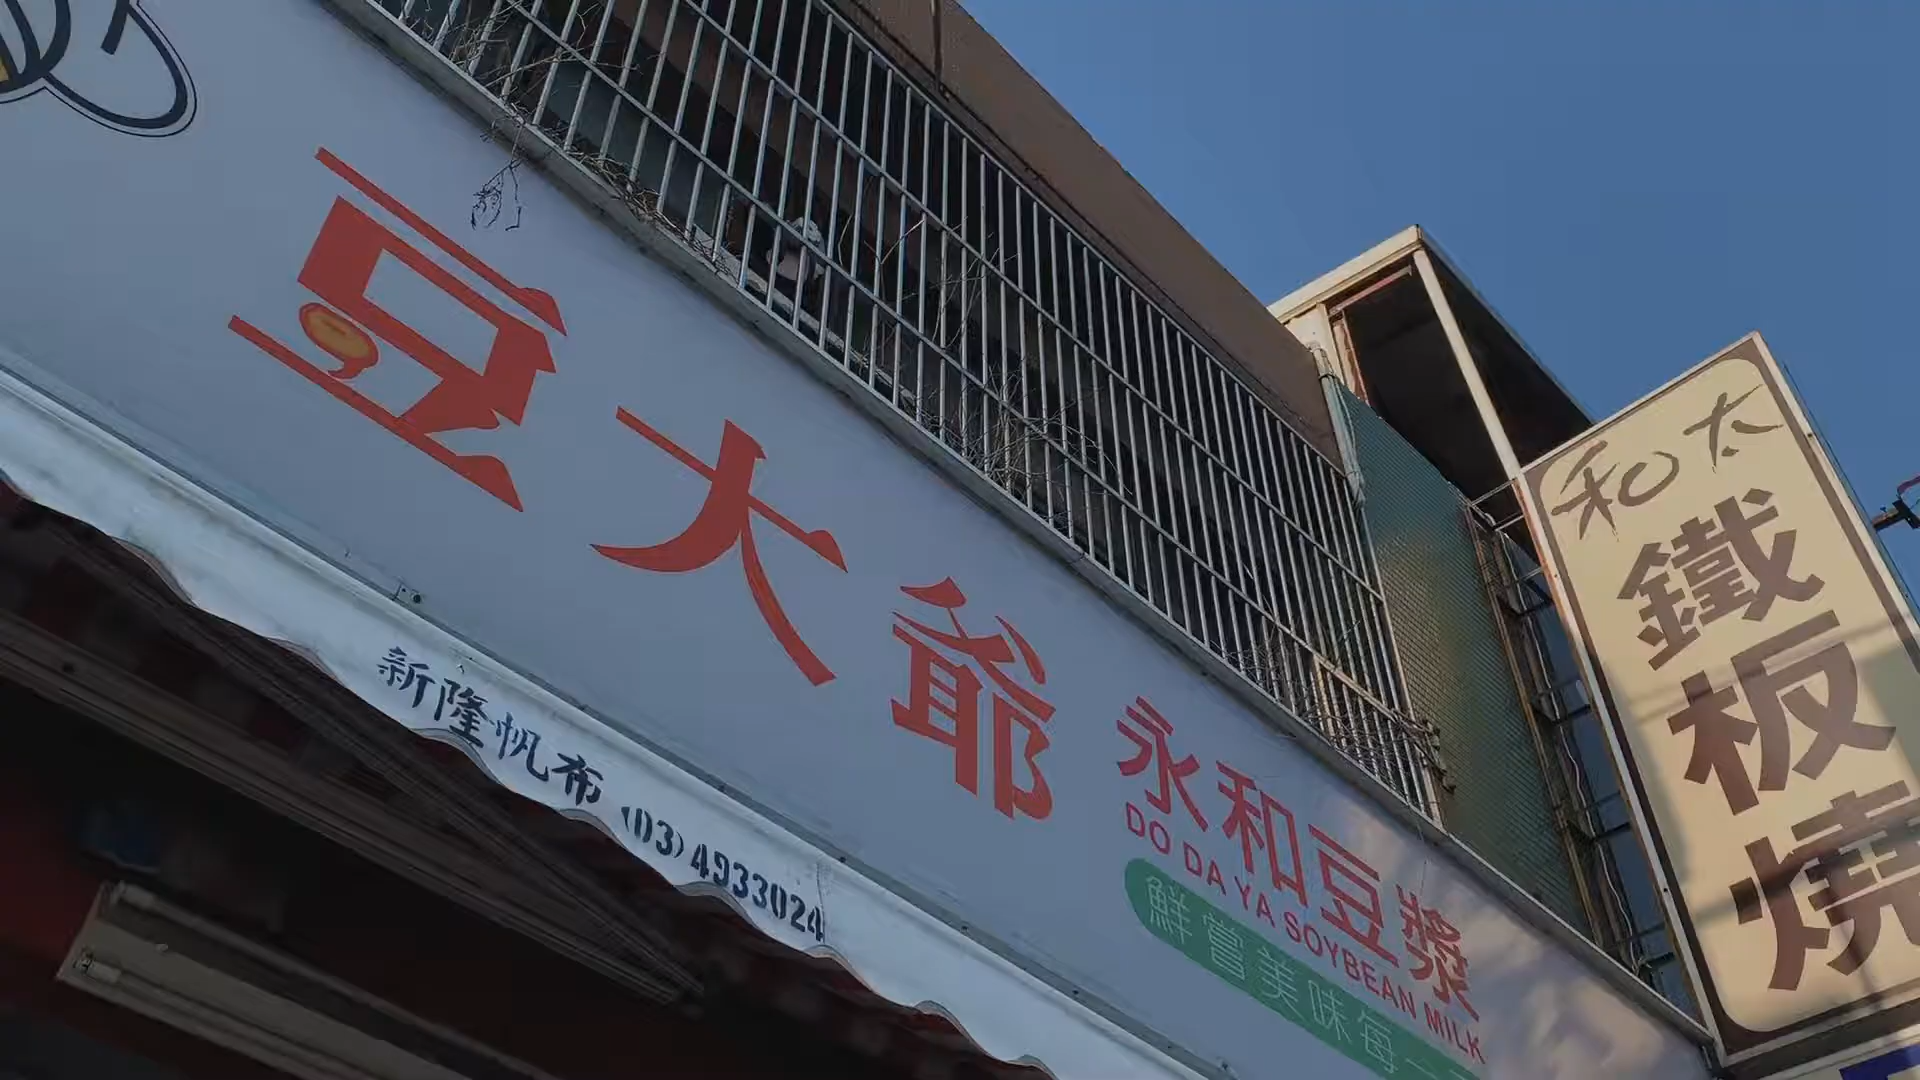 豆大爺
永和豆漿
DO DA YA SOYBEAN MILK
鮮嘗美味每一
新隆帆布 (03)4933024
和太
鐵板燒